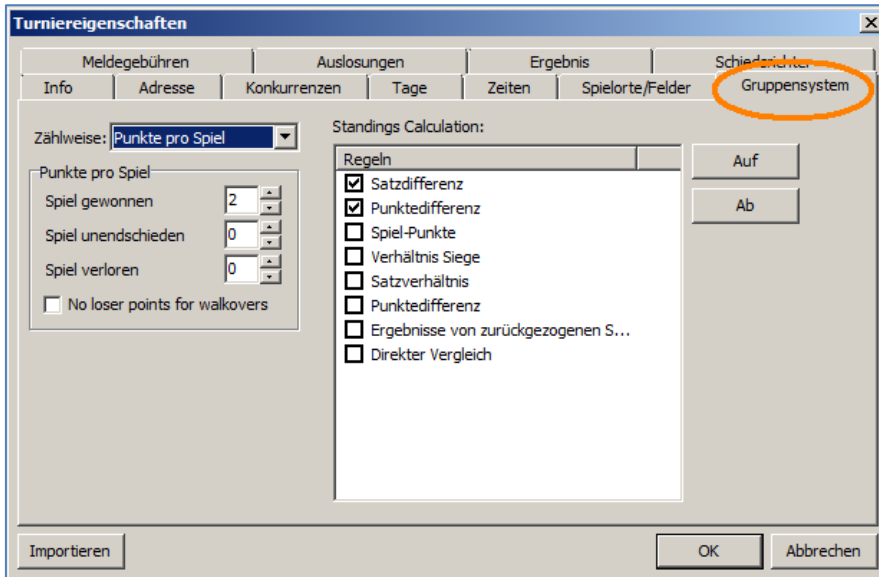 Turniereigenschaften
Meldegebühren Auslosungen Ergebnis Schiedsrichter
Info Adresse Konkurrenzen Tage Zeiten Spielorte/Felder Gruppensystem
Zählweise: Punkte pro Spiel
Punkte pro Spiel
Spiel gewonnen 2
Spiel unendschieden 0
Spiel verloren 0
No loser points for walkovers
Standings Calculation:
Regeln
Satzdifferenz
Punktedifferenz
Spiel-Punkte
Verhältnis Siege
Satzverhältnis
Punktedifferenz
Ergebnisse von zurückgezogenen S...
Direkter Vergleich
Auf
Ab
Importieren OK Abbrechen